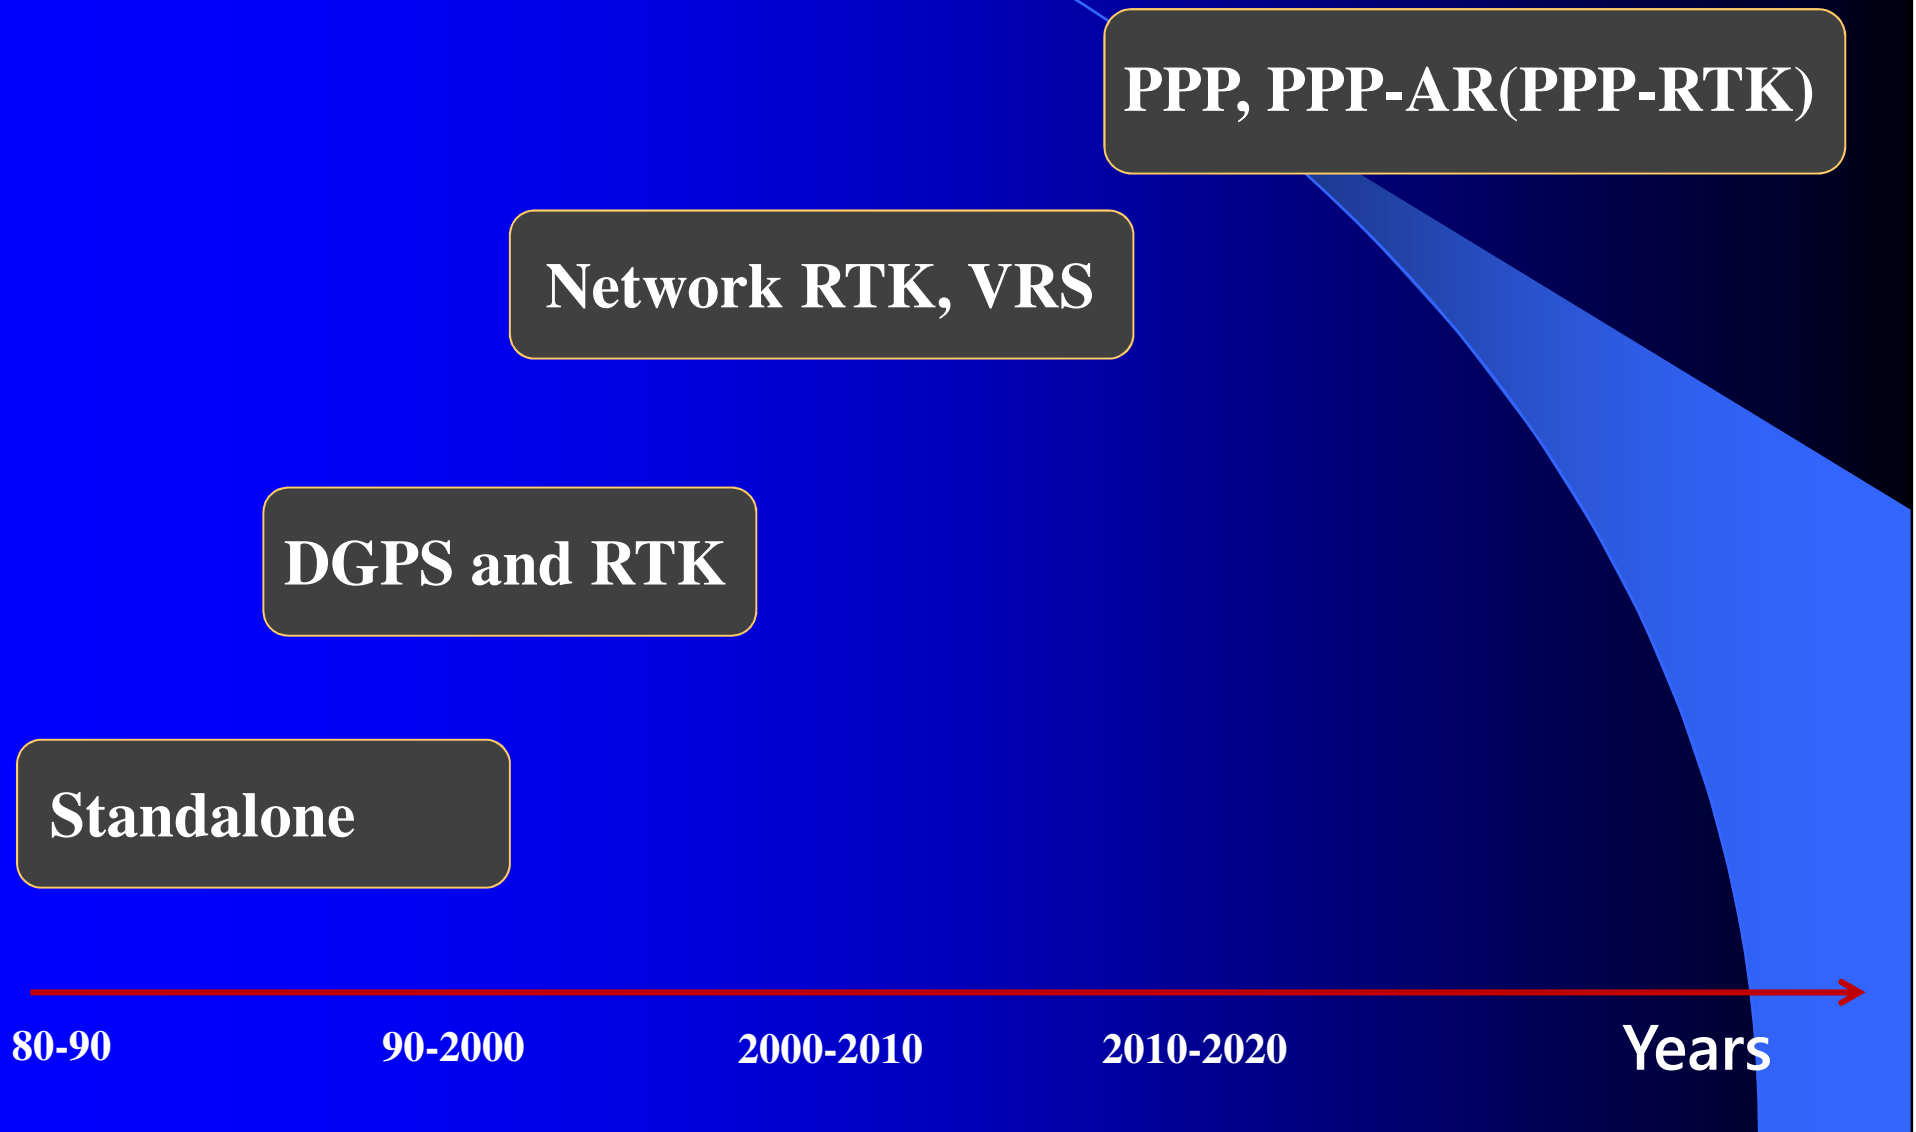 PPP, PPP-AR(PPP-RTK)
Network RTK, VRS
DGPS and RTK
Standalone
80-90
90-2000
2000-2010
2010-2020
Years